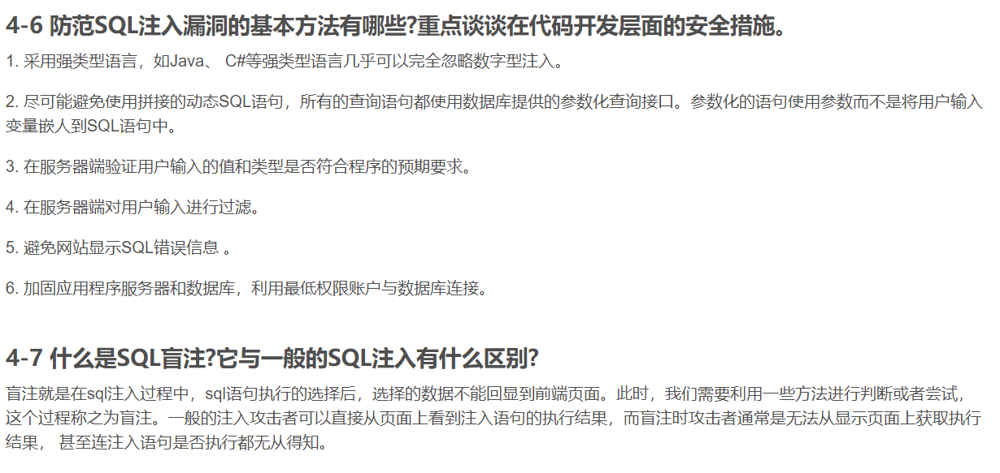 4-6 防范SQL注入漏洞的基本方法有哪些?重点谈谈在代码开发层面的安全措施。
1. 采用强类型语言，如Java、 C#等强类型语言几乎可以完全忽略数字型注入。
2. 尽可能避免使用拼接的动态SQL语句，所有的查询语句都使用数据库提供的参数化查询接口。参数化的语句使用参数而不是将用户输入
变量嵌人到SQL语句中。
3. 在服务器端验证用户输入的值和类型是否符合程序的预期要求。
4. 在服务器端对用户输入进行过滤。
5. 避免网站显示SQL错误信息 。
6. 加固应用程序服务器和数据库，利用最低权限账户与数据库连接。
4-7 什么是SQL盲注?它与一般的SQL注入有什么区别?
盲注就是在sql注入过程中，sql语句执行的选择后，选择的数据不能回显到前端页面。此时，我们需要利用一些方法进行判断或者尝试，
这个过程称之为盲注。一般的注入攻击者可以直接从页面上看到注入语句的执行结果，而盲注时攻击者通常是无法从显示页面上获取执行
结果， 甚至连注入语句是否执行都无从得知。